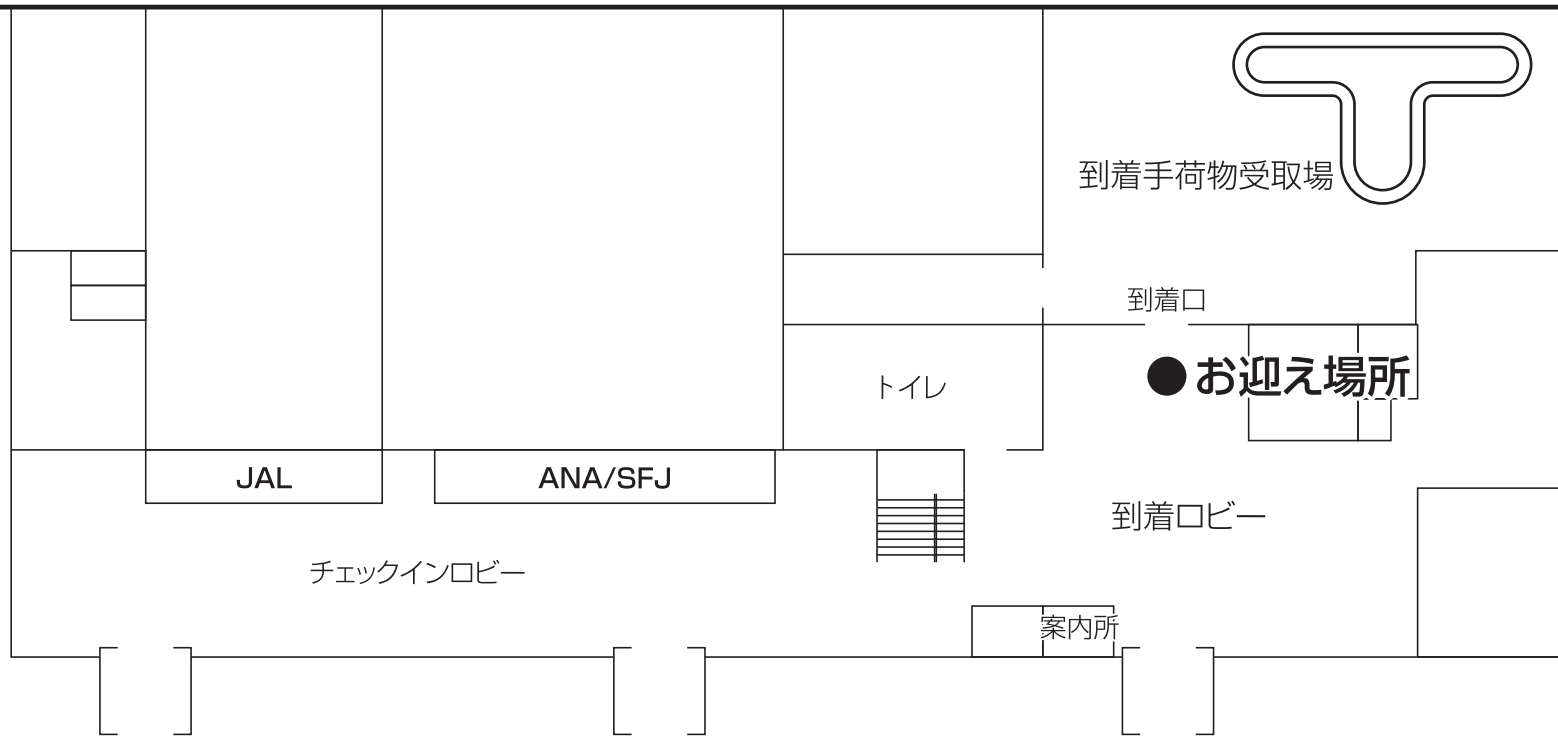 到着手荷物受取場
到着口
●お迎え場所
トイレ
JAL
ANA/SFJ
到着ロビー
チェックインロビー
案内所